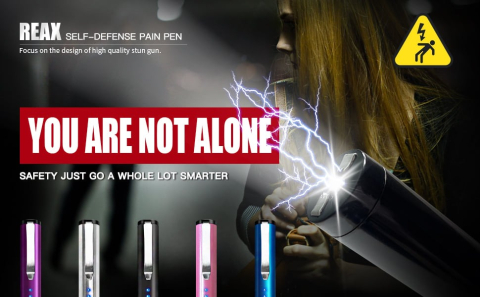 REAX SELF-DEFENSE PAIN PEN
Focus on the design of high quality stun gun.
YOU ARE NOT ALONE
SAFETY JUST GO A WHOLE LOT SMARTER